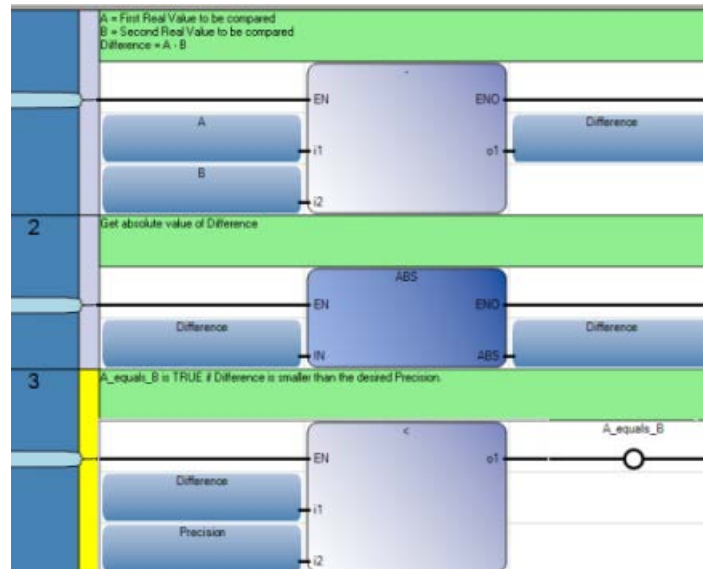 A = First Real Value to be compared
B = Second Real Value to be compared
Difference = A - B
-
EN
ENO
A
Difference
i1
o1
B
i2
2
Get absolute value of Difference
ABS
EN
ENO
Difference
Difference
IN
ABS
3
A_equals_B is TRUE if Difference is smaller than the desired Precision.
<
A_equals_B
EN
o1
Difference
i1
Precision
i2